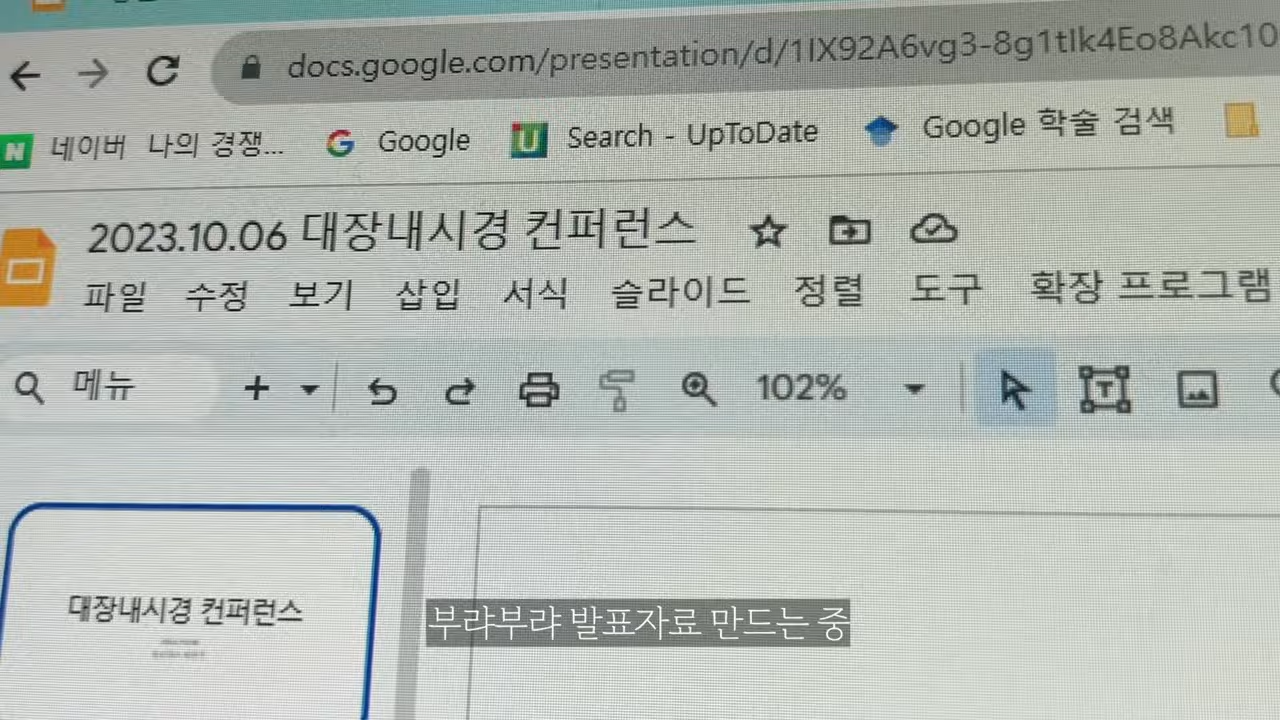 docs.google.com/presentation/d/1IX92A6vg3-8g1tIk4Eo8Akc10
N 네이버 나의 경쟁... G Google U Search - UpToDate Google 학술 검색
2023.10.06 대장내시경 컨퍼런스
파일 수정 보기 삽입 서식 슬라이드 정렬 도구 확장 프로그램
메뉴 102% T
대장내시경 컨퍼런스
부랴부랴 발표자료 만드는 중